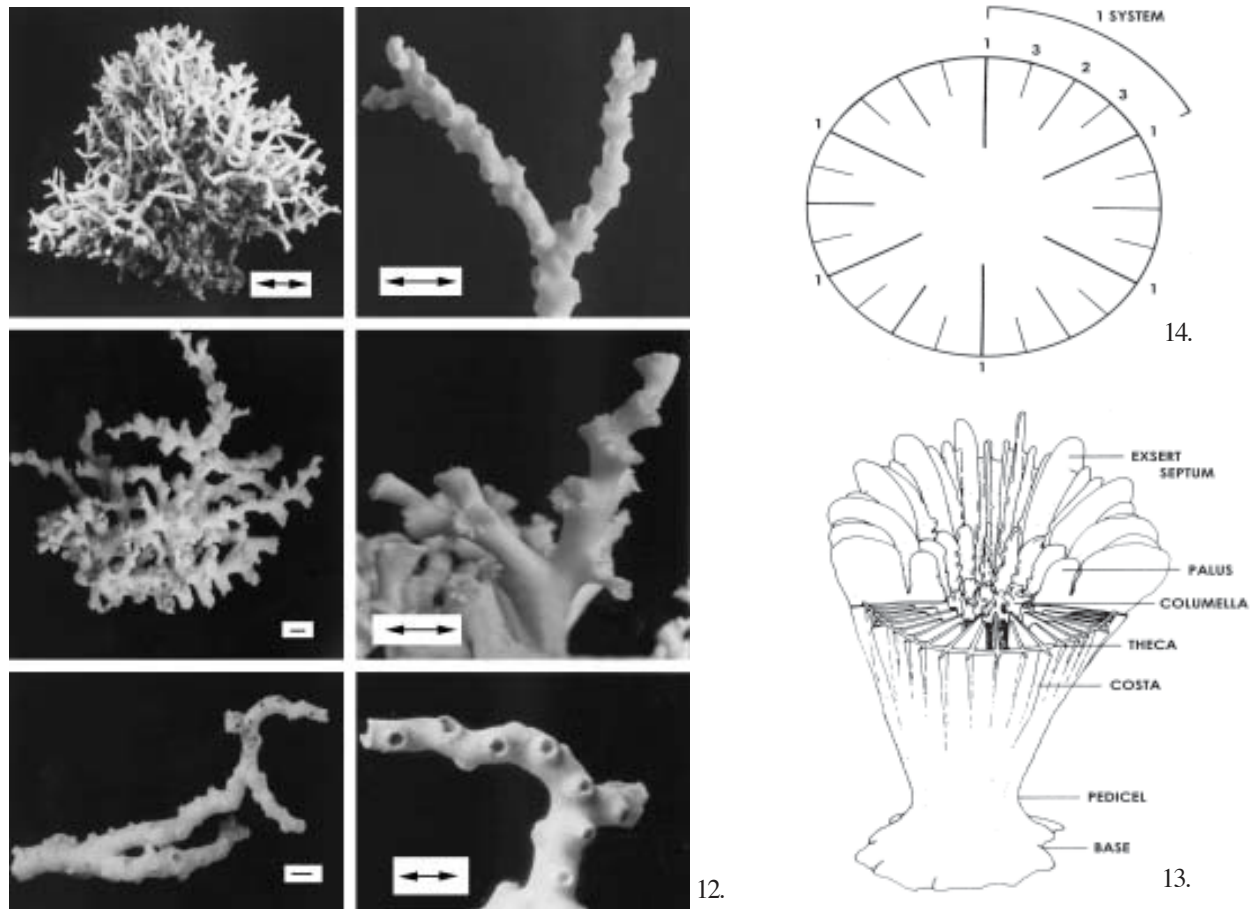 12.
1 SYSTEM
1
3
2
3
1
1
1
1
1
14.
EXSERT
SEPTUM
PALUS
COLUMELLA
THECA
COSTA
PEDICEL
BASE
13.